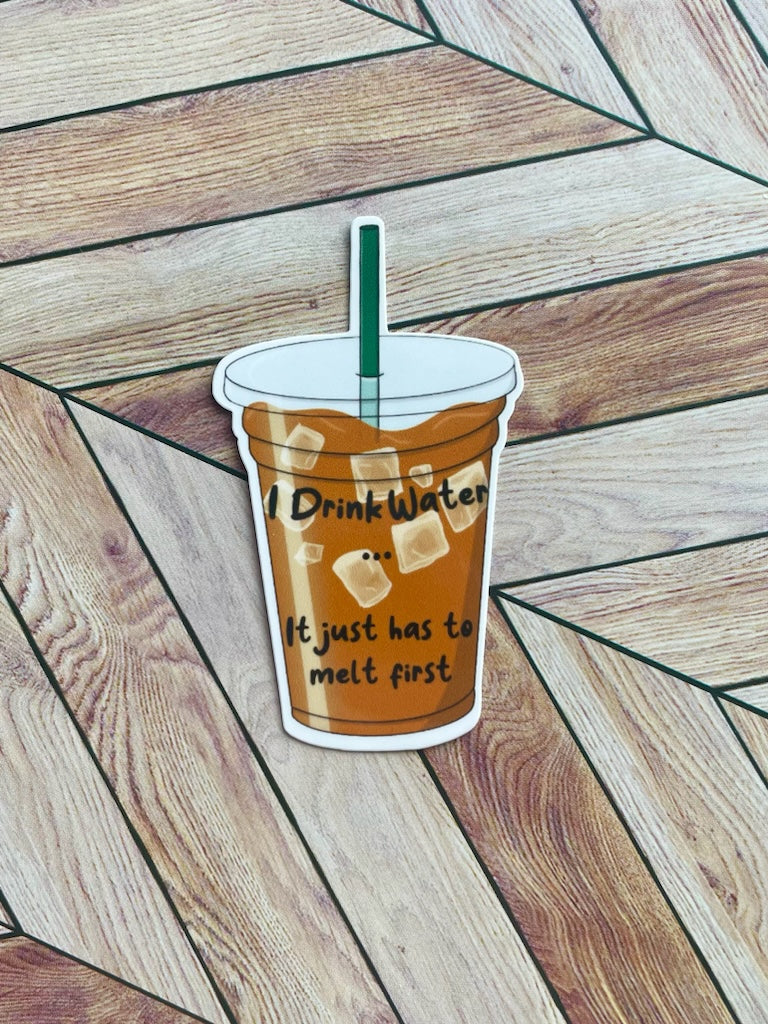 I Drink Water
...
It just has to
melt first